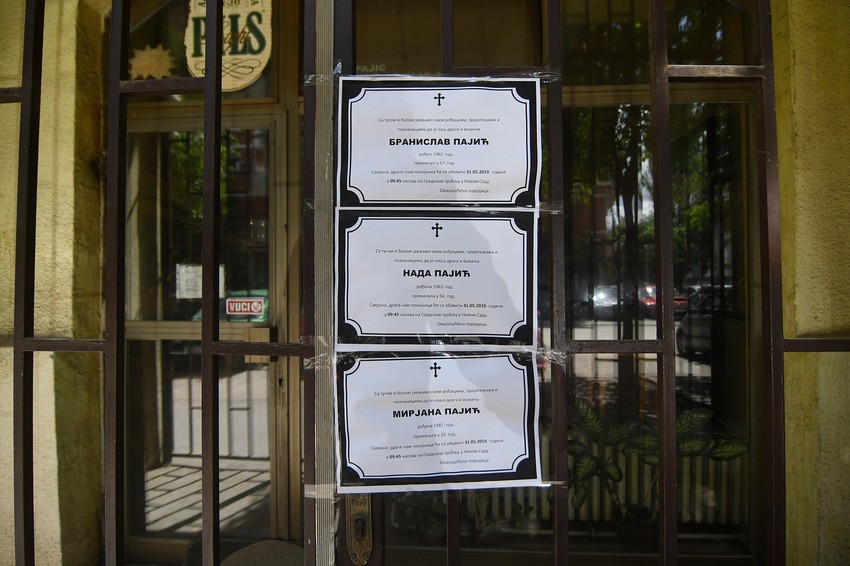 PILS
ПАЈИЋ
Са тугом и болом јављамо свим рођацима, пријатељима и
познаницима да је наш драги и вољени
БРАНИСЛАВ ПАЈИЋ
рођен 1962. год.
преминуо у 57. год.
Сахрана драгог нам покојника ће се обавити 31.05.2019. године
у 09:45 часова на Градском гробљу у Новом Саду.
Ожалошћена породица.
Са тугом и болом јављамо свим рођацима, пријатељима и
познаницима да је наша драга и вољена
НАДА ПАЈИЋ
рођена 1963. год.
преминула у 56. год.
Сахрана драге нам покојнице ће се обавити 31.05.2019. године
у 09:45 часова на Градском гробљу у Новом Саду.
Ожалошћена породица.
VUCI
Са тугом и болом јављамо свим рођацима, пријатељима и
познаницима да је наша драга и вољена
МИРЈАНА ПАЈИЋ
рођена 1987. год.
преминула у 32. год.
Сахрана драге нам покојнице ће се обавити 31.05.2019. године
у 09:45 часова на Градском гробљу у Новом Саду.
Ожалошћена породица.